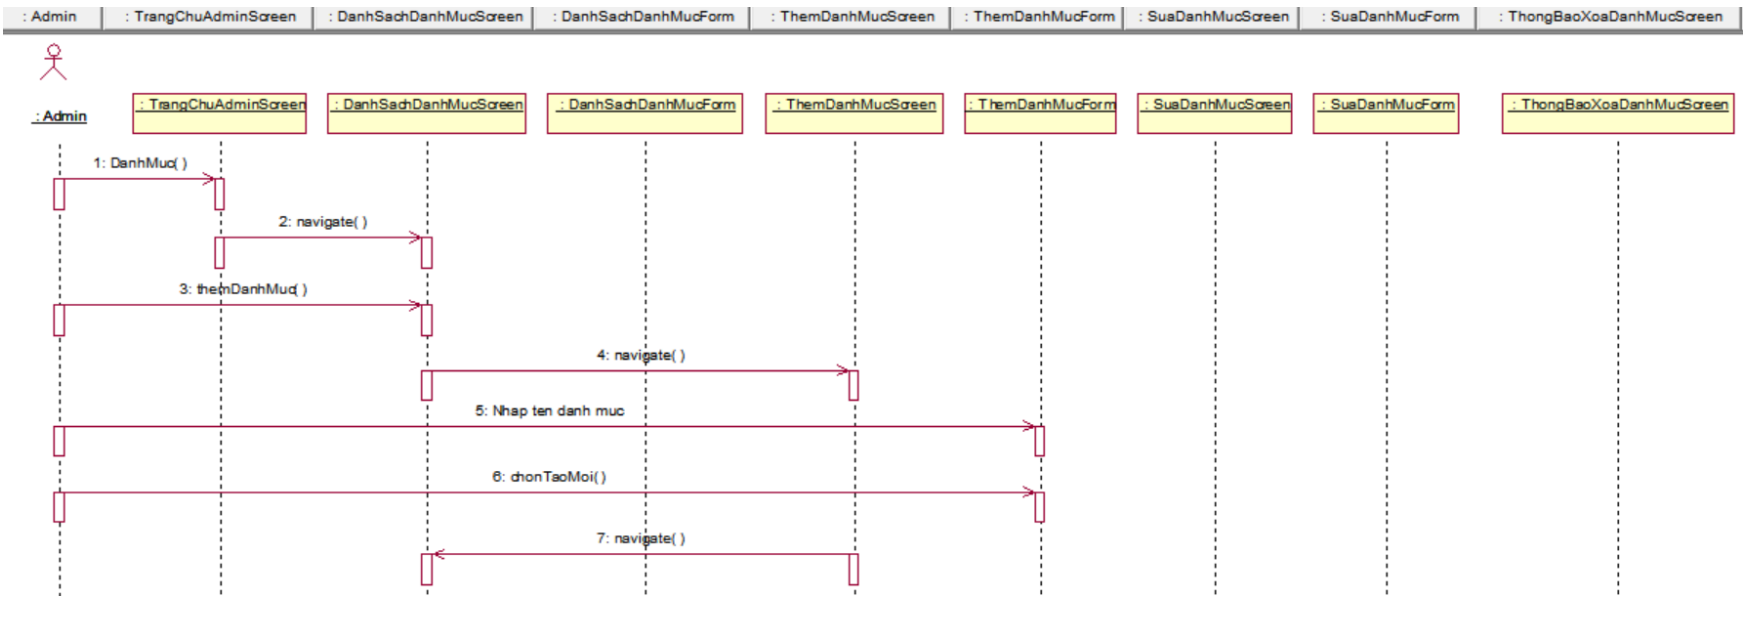 : Admin
: TrangChuAdminScreen
: DanhSachDanhMucScreen
: DanhSachDanhMucForm
: ThemDanhMucScreen
: ThemDanhMucForm
: SuaDanhMucScreen
: SuaDanhMucForm
: ThongBaoXoaDanhMucScreen
: Admin
: TrangChuAdminScreen
: DanhSachDanhMucScreen
: DanhSachDanhMucForm
: ThemDanhMucScreen
: ThemDanhMucForm
: SuaDanhMucScreen
: SuaDanhMucForm
: ThongBaoXoaDanhMucScreen
1: DanhMuc( )
2: navigate( )
3: themDanhMuc( )
4: navigate( )
5: Nhap ten danh muc
6: chonTaoMoi( )
7: navigate( )